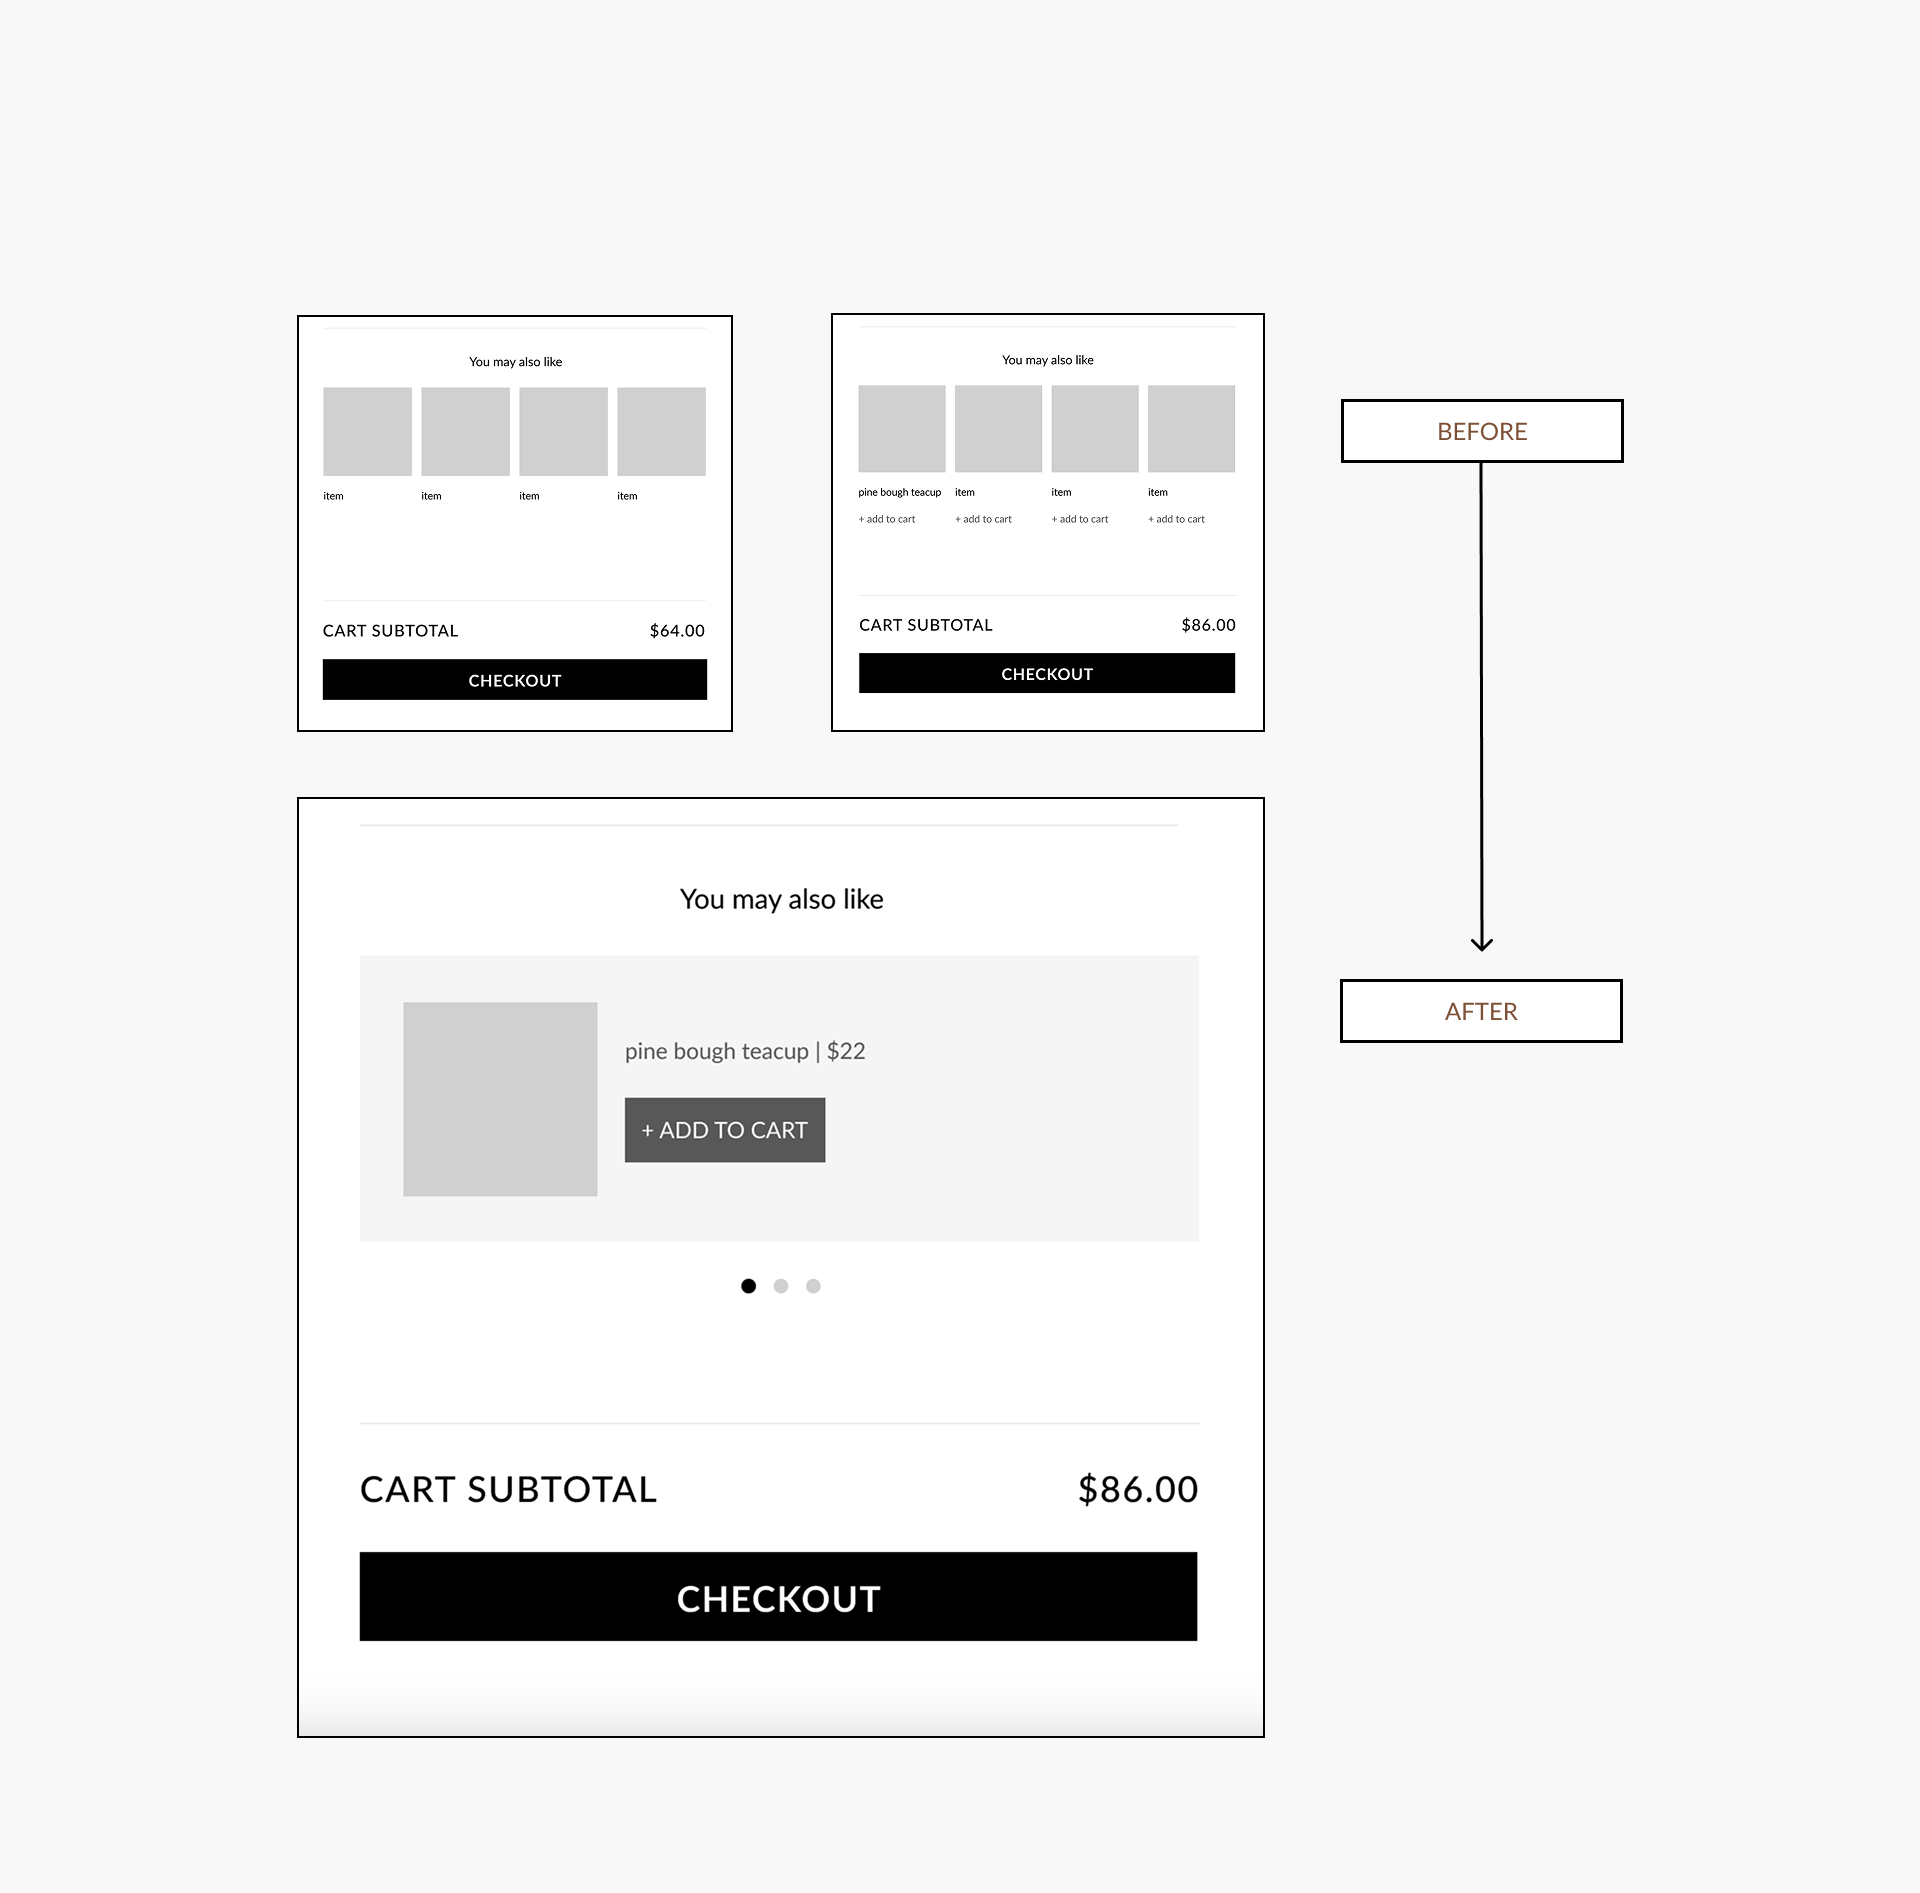 You may also like
item item item item
CART SUBTOTAL $64.00
CHECKOUT
You may also like
pine bough teacup item item item
+ add to cart + add to cart + add to cart + add to cart
CART SUBTOTAL $86.00
CHECKOUT
BEFORE
You may also like
pine bough teacup | $22
+ ADD TO CART
CART SUBTOTAL $86.00
CHECKOUT
AFTER